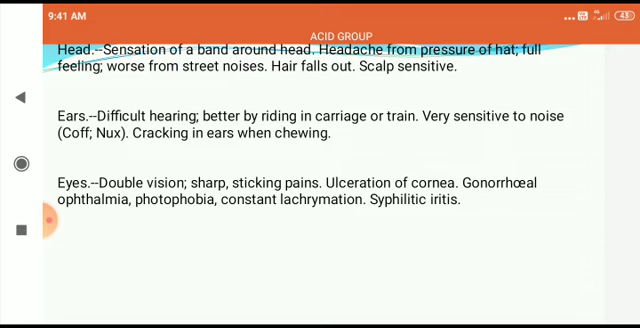 9:41 AM
43
ACID GROUP
Head.--Sensation of a band around head. Headache from pressure of hat; full
feeling; worse from street noises. Hair falls out. Scalp sensitive.
Ears.--Difficult hearing; better by riding in carriage or train. Very sensitive to noise
(Coff; Nux). Cracking in ears when chewing.
Eyes.--Double vision; sharp, sticking pains. Ulceration of cornea. Gonorrhœal
ophthalmia, photophobia, constant lachrymation. Syphilitic iritis.